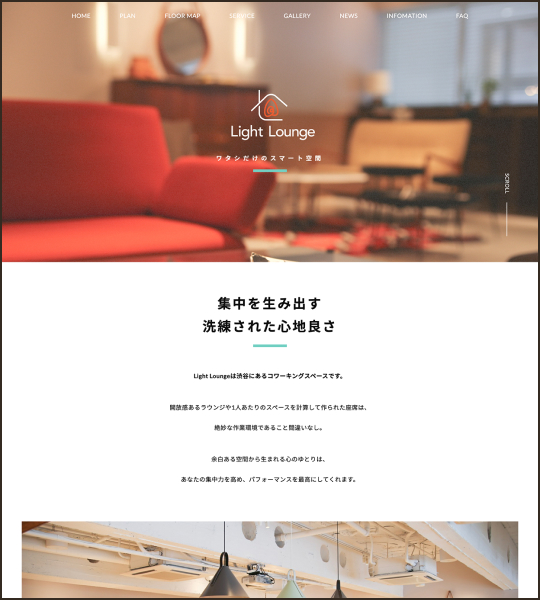 HOME PLAN FLOOR MAP SERVICE GALLERY NEWS INFOMATION FAQ
Light Lounge
ワタシだけのスマート空間
SCROLL
集中を生み出す
洗練された心地良さ
Light Loungeは渋谷にあるコワーキングスペースです。
開放感あるラウンジや1人あたりのスペースを計算して作られた座席は、
絶妙な作業環境であること間違いなし。
余白ある空間から生まれる心のゆとりは、
あなたの集中力を高め、パフォーマンスを最高にしてくれます。